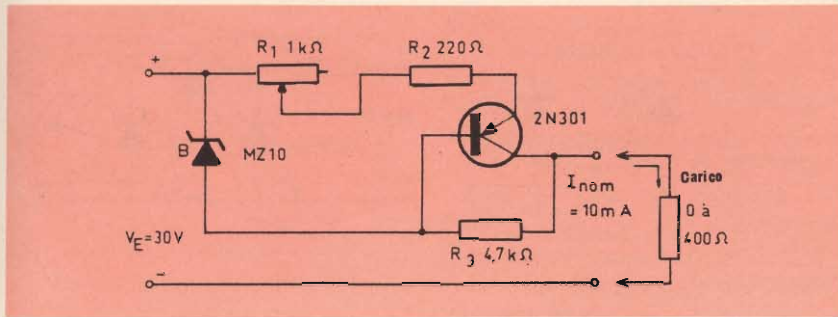 +
R1 1kΩ
R2 220Ω
2N301
B
MZ10
Inom
= 10mA
Carico
0 à
400Ω
VE=30V
R3 4,7kΩ
-